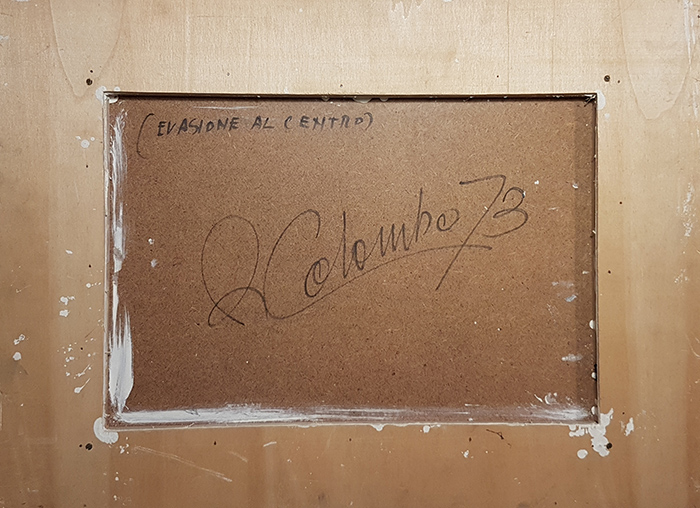 (EVASIONE AL CENTRO)
R Colombo 73